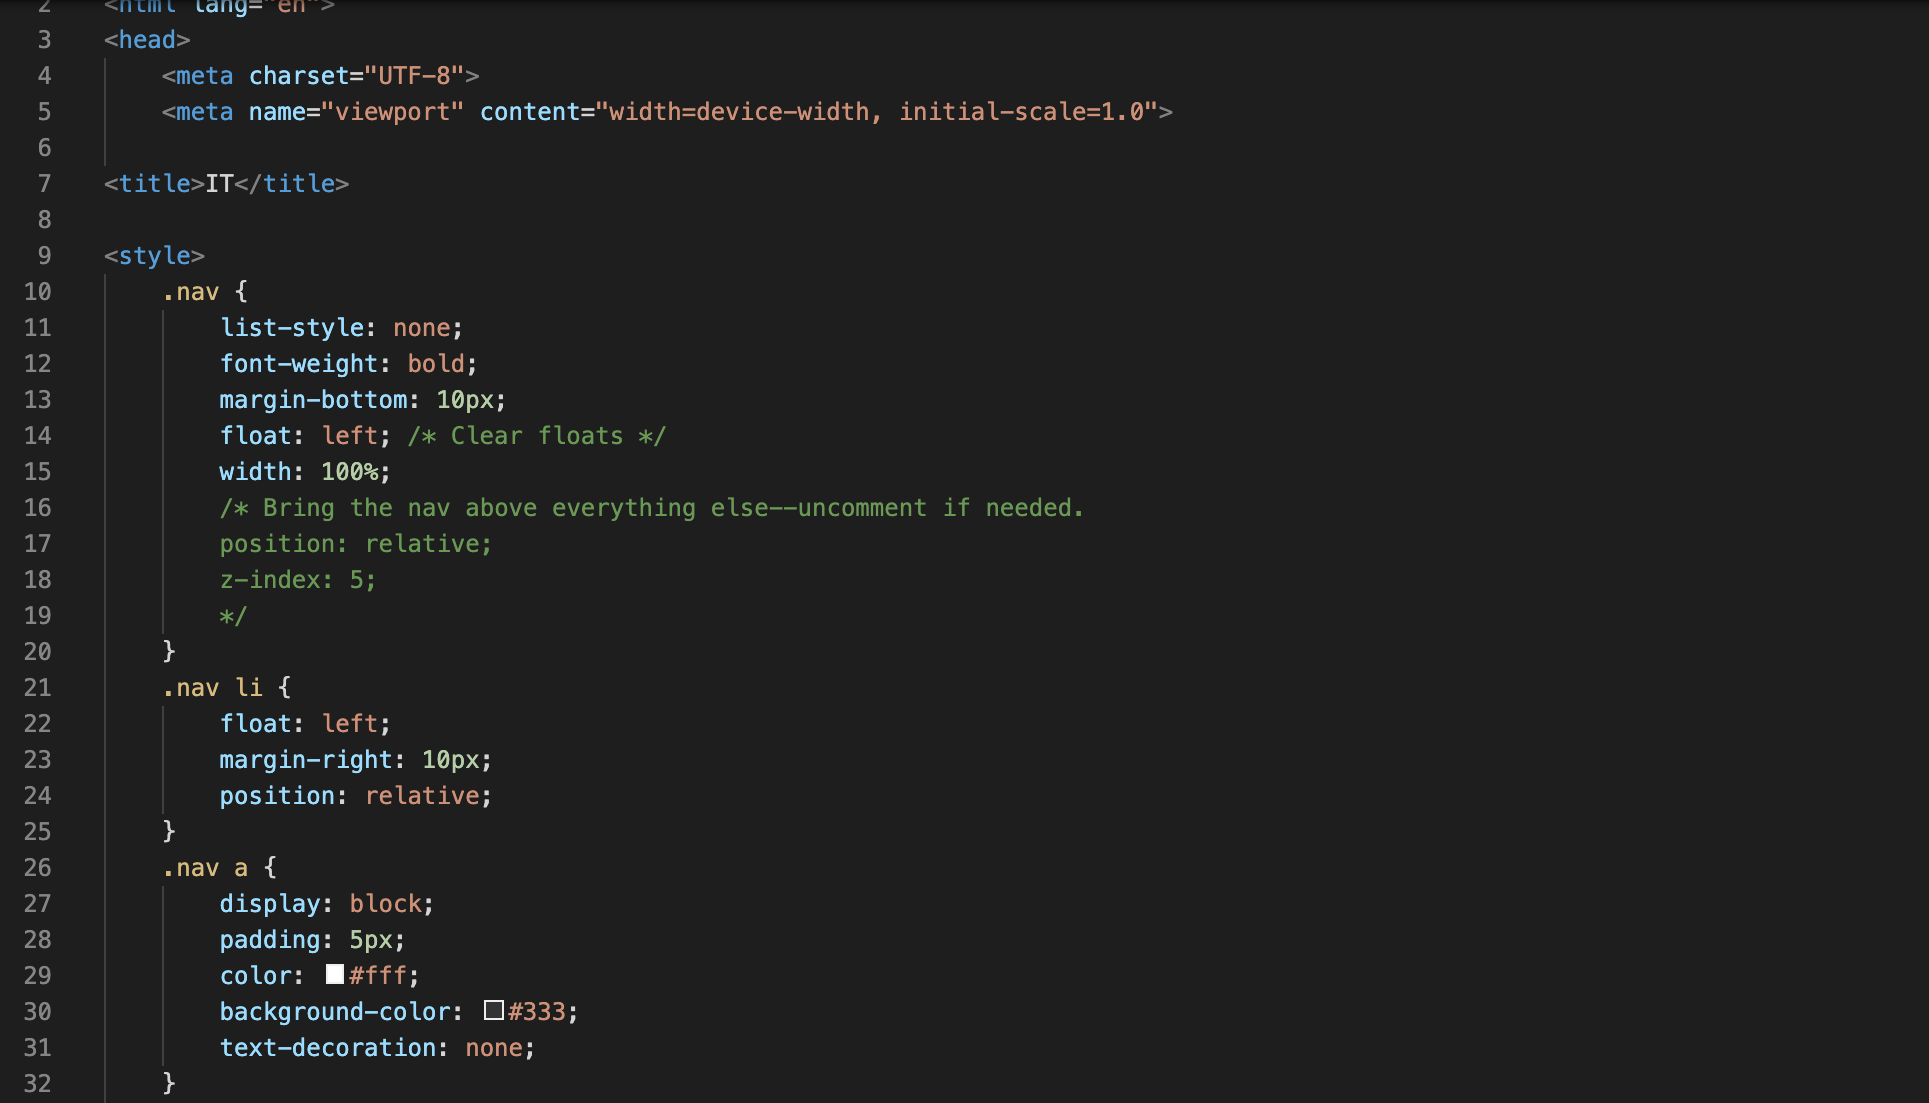 2 <html lang="en">
3 <head>
4 <meta charset="UTF-8">
5 <meta name="viewport" content="width=device-width, initial-scale=1.0">
6
7 <title>IT</title>
8
9 <style>
10 .nav {
11 list-style: none;
12 font-weight: bold;
13 margin-bottom: 10px;
14 float: left; /* Clear floats */
15 width: 100%;
16 /* Bring the nav above everything else--uncomment if needed.
17 position: relative;
18 z-index: 5;
19 */
20 }
21 .nav li {
22 float: left;
23 margin-right: 10px;
24 position: relative;
25 }
26 .nav a {
27 display: block;
28 padding: 5px;
29 color: #fff;
30 background-color: #333;
31 text-decoration: none;
32 }